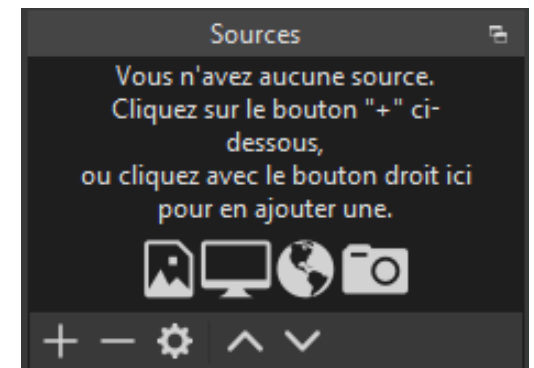 Sources
Vous n'avez aucune source.
Cliquez sur le bouton "+" ci-
dessous,
ou cliquez avec le bouton droit ici
pour en ajouter une.